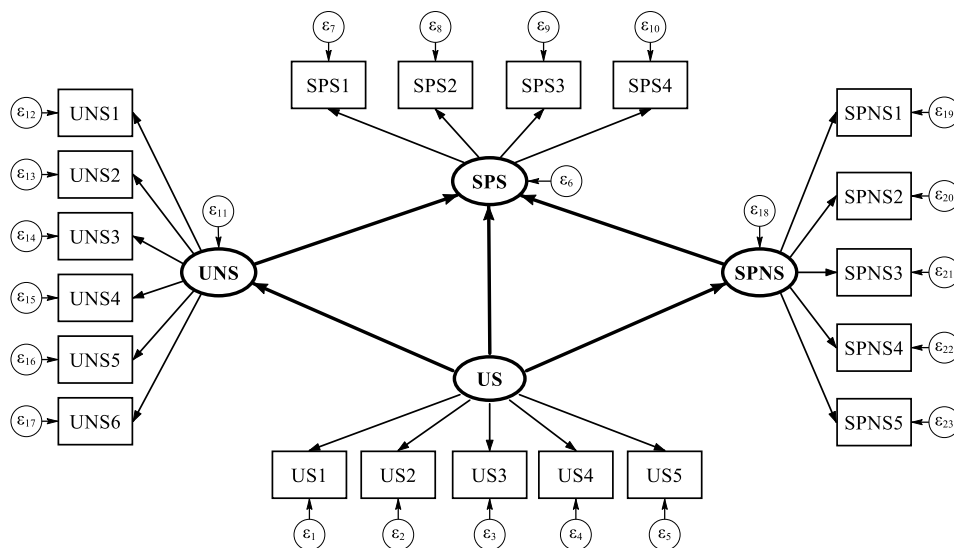 ε7 ε8 ε9 ε10
SPS1 SPS2 SPS3 SPS4
ε12 UNS1
SPNS1 ε19
ε13 UNS2
SPS ε6
SPNS2 ε20
ε11
ε18
ε14 UNS3
UNS
SPNS
SPNS3 ε21
ε15 UNS4
ε16 UNS5
SPNS4 ε22
US
ε17 UNS6
SPNS5 ε23
US1 US2 US3 US4 US5
ε1 ε2 ε3 ε4 ε5